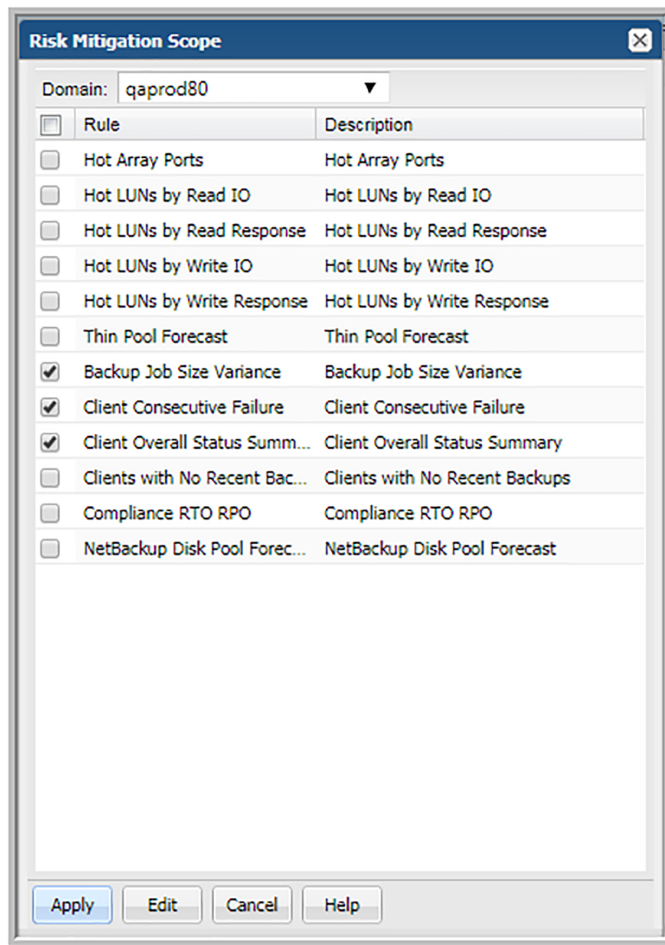 Risk Mitigation Scope
Domain: qaprod80
Rule Description
Hot Array Ports Hot Array Ports
Hot LUNs by Read IO Hot LUNs by Read IO
Hot LUNs by Read Response Hot LUNs by Read Response
Hot LUNs by Write IO Hot LUNs by Write IO
Hot LUNs by Write Response Hot LUNs by Write Response
Thin Pool Forecast Thin Pool Forecast
Backup Job Size Variance Backup Job Size Variance
Client Consecutive Failure Client Consecutive Failure
Client Overall Status Summ... Client Overall Status Summary
Clients with No Recent Bac... Clients with No Recent Backups
Compliance RTO RPO Compliance RTO RPO
NetBackup Disk Pool Forec... NetBackup Disk Pool Forecast
Apply Edit Cancel Help